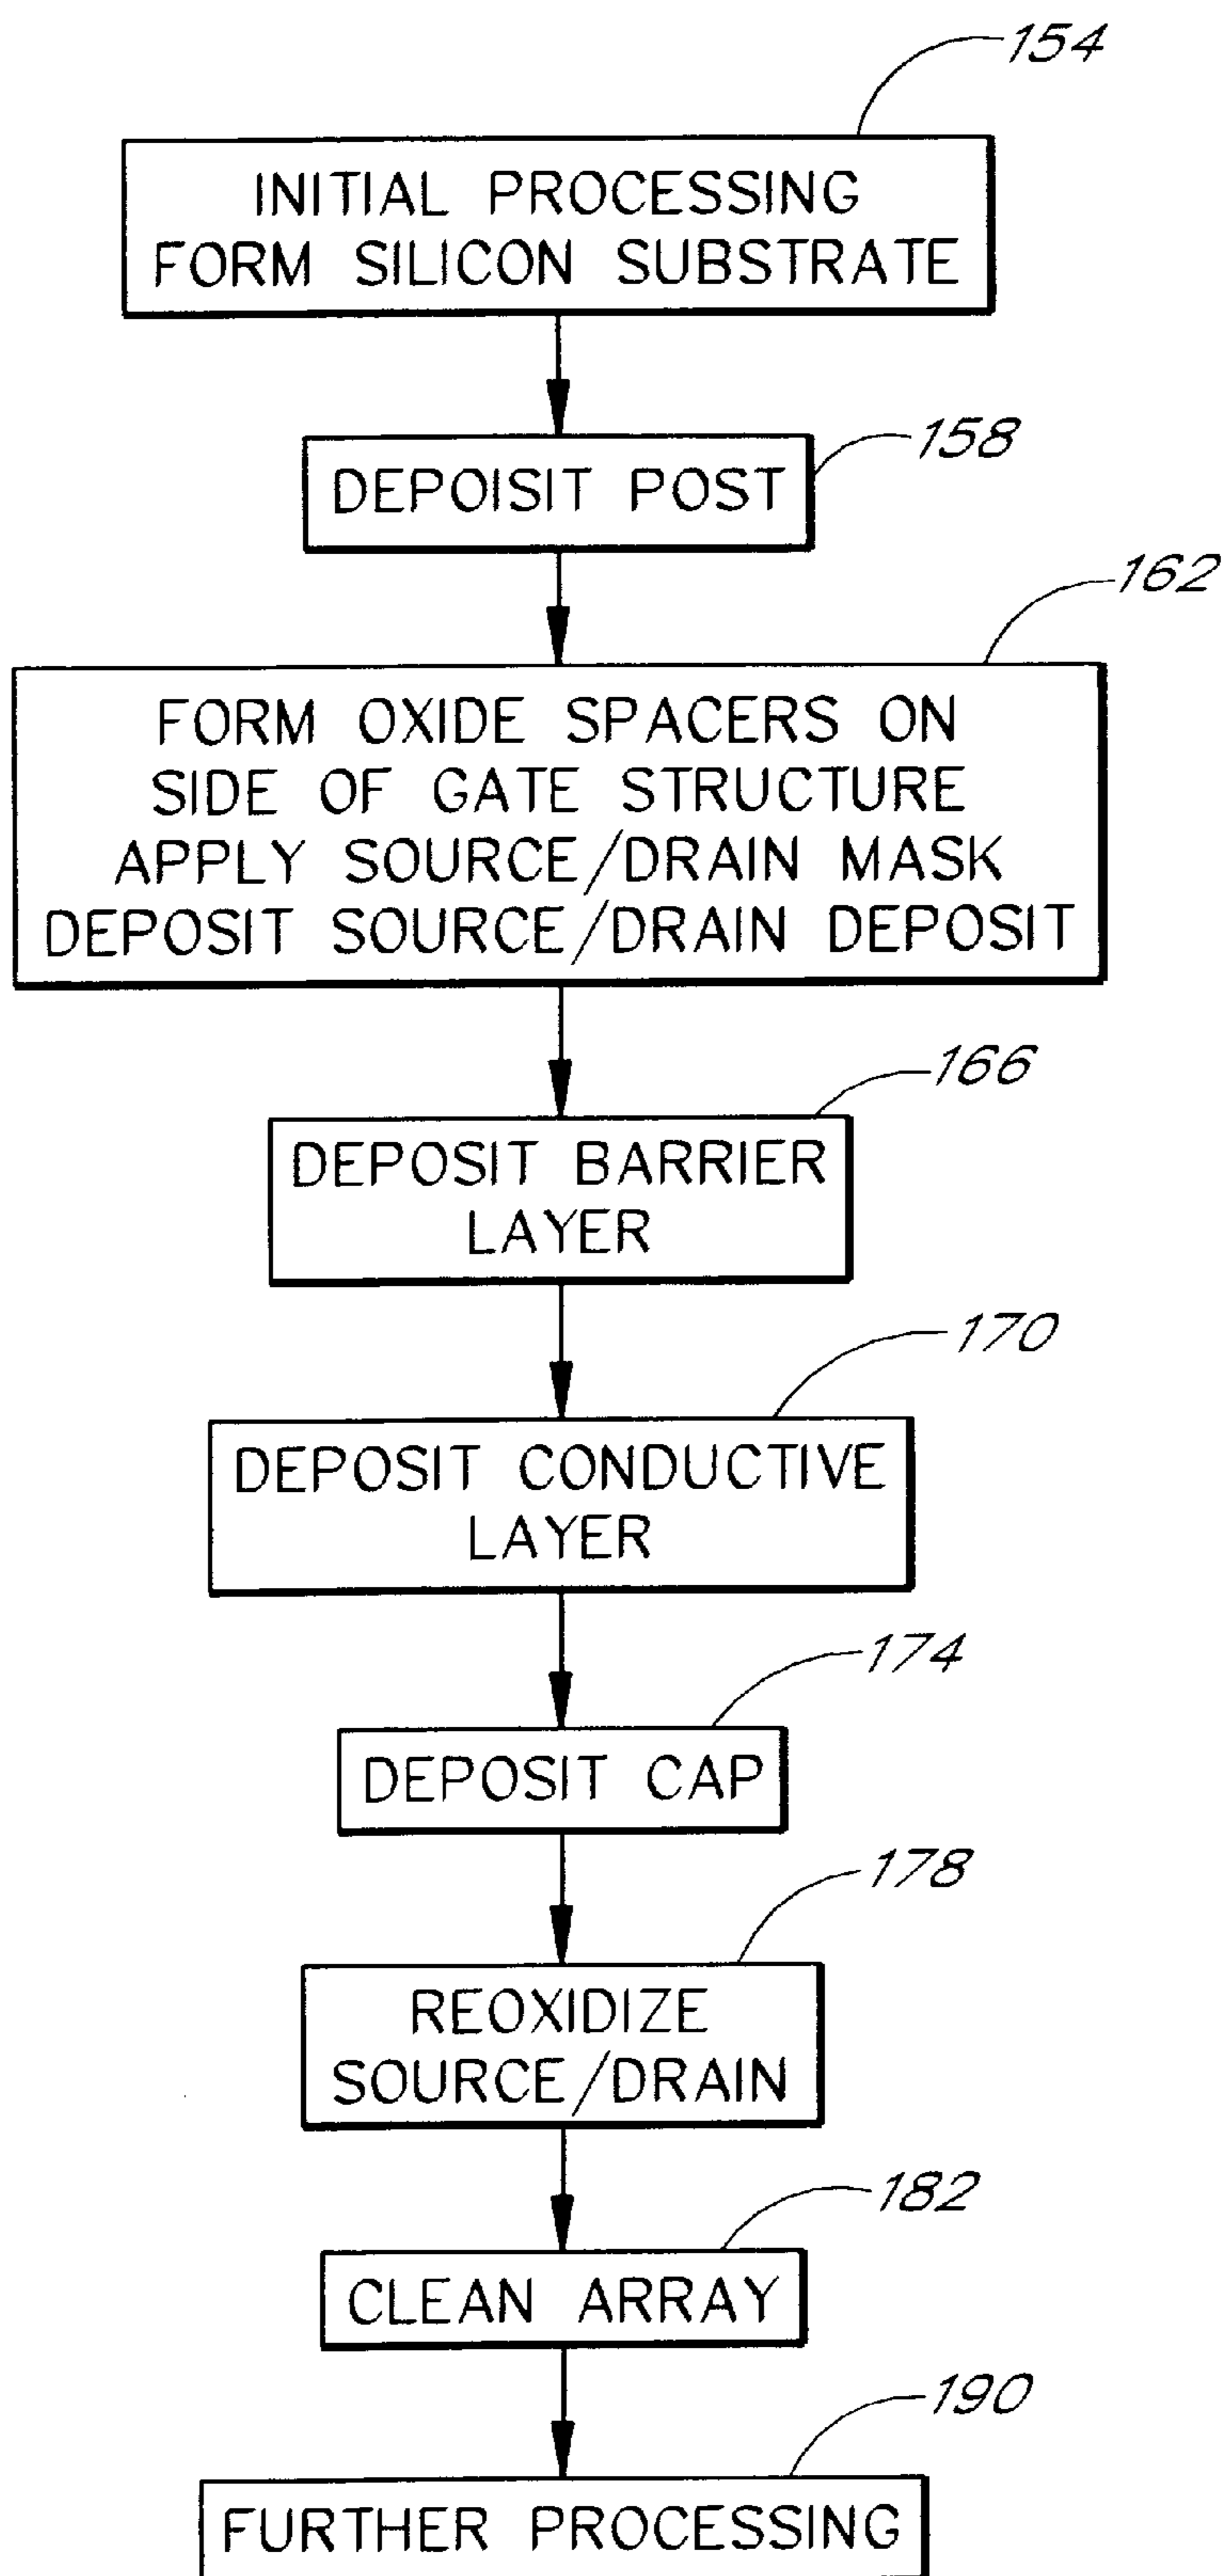 154
INITIAL PROCESSING
FORM SILICON SUBSTRATE
158
DEPOISIT POST
162
FORM OXIDE SPACERS ON
SIDE OF GATE STRUCTURE
APPLY SOURCE/DRAIN MASK
DEPOSIT SOURCE/DRAIN DEPOSIT
166
DEPOSIT BARRIER
LAYER
170
DEPOSIT CONDUCTIVE
LAYER
174
DEPOSIT CAP
178
REOXIDIZE
SOURCE/DRAIN
182
CLEAN ARRAY
190
FURTHER PROCESSING